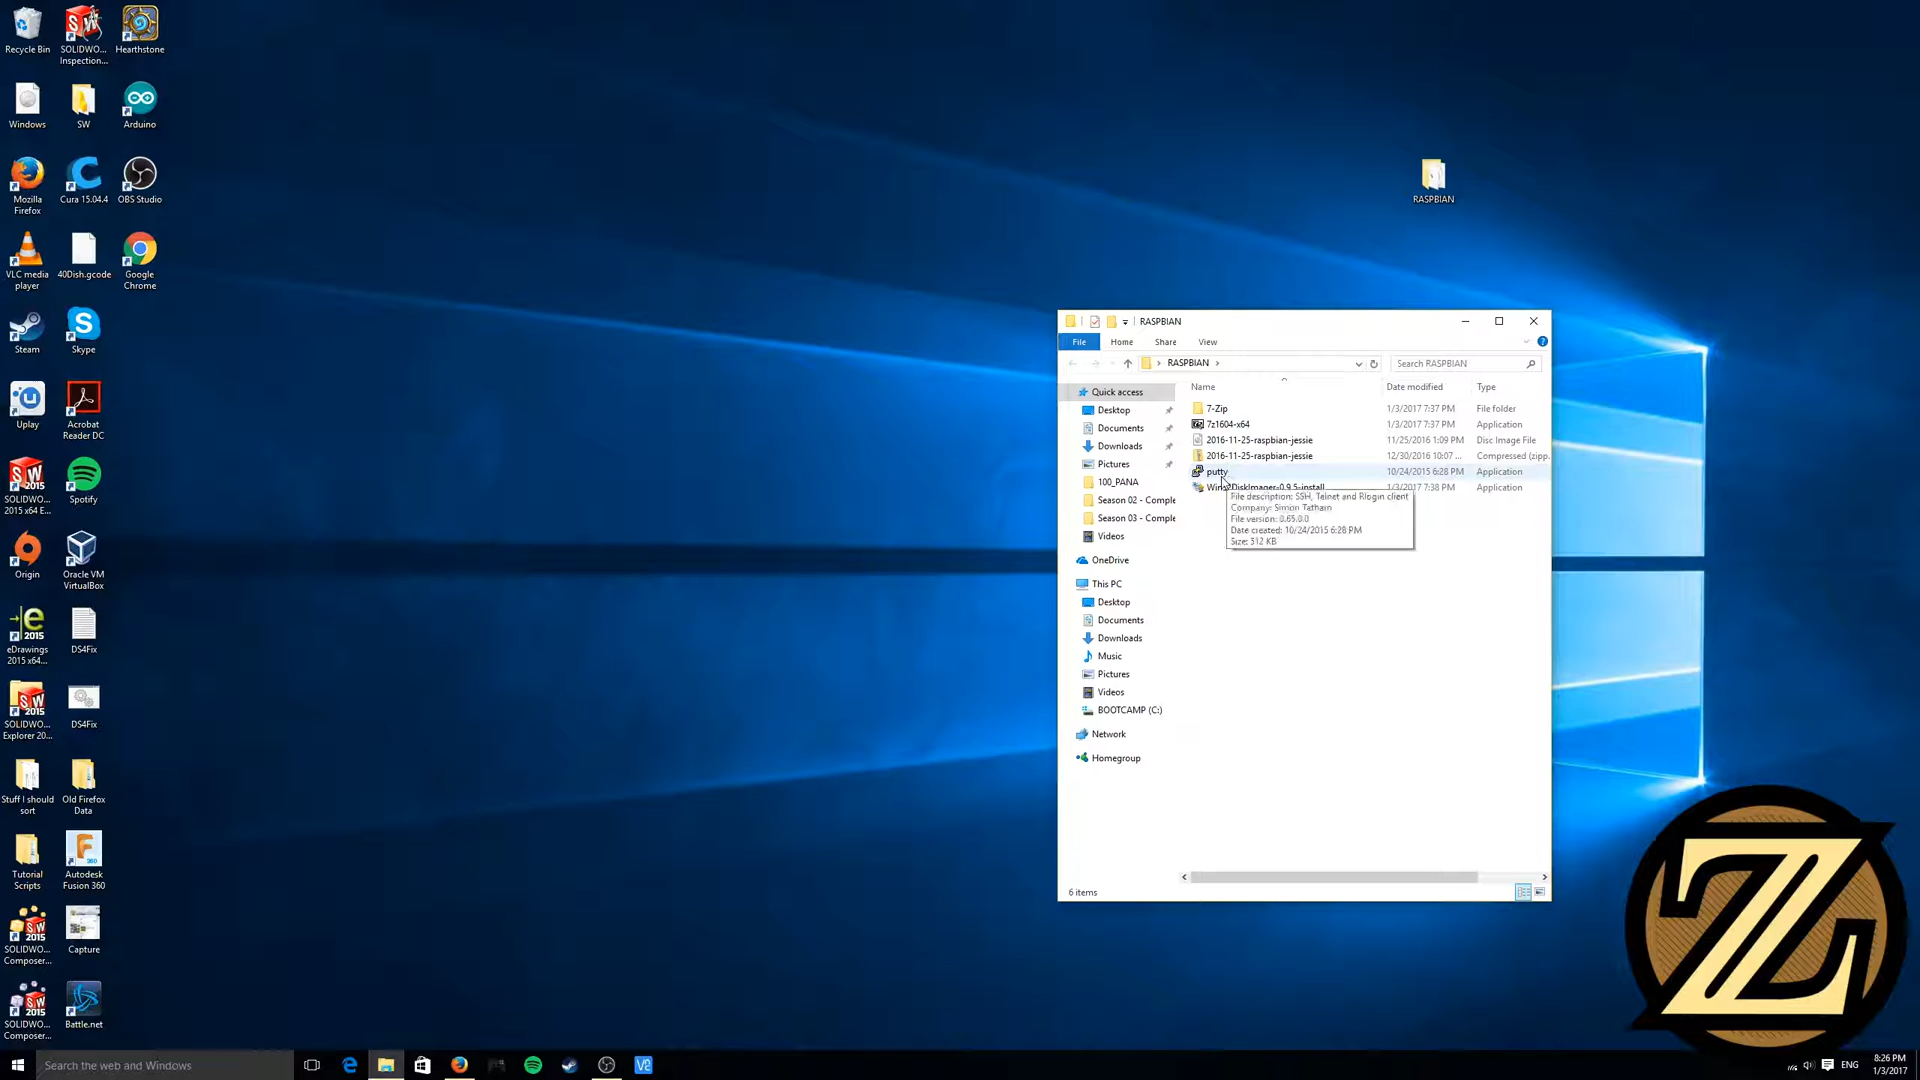 Recycle Bin
SOLIDWO...
Inspection...
Hearthstone
Windows
SW
Arduino
Mozilla
Firefox
Cura 15.04.4
OBS Studio
VLC media
player
40Dish.gcode
Google
Chrome
Steam
Skype
Uplay
Acrobat
Reader DC
SOLIDWO...
2015 x64 E...
Spotify
Origin
Oracle VM
VirtualBox
eDrawings
2015 x64...
DS4Fix
SOLIDWO...
Explorer 20...
DS4Fix
Stuff I should
sort
Old Firefox
Data
Tutorial
Scripts
Autodesk
Fusion 360
SOLIDWO...
Composer...
Capture
SOLIDWO...
Composer...
Battle.net
RASPBIAN
RASPBIAN
File Home Share View
RASPBIAN
Search RASPBIAN
Name Date modified Type
7-Zip 1/3/2017 7:37 PM File folder
7z1604-x64 1/3/2017 7:37 PM Application
2016-11-25-raspbian-jessie 11/25/2016 1:09 PM Disc Image File
2016-11-25-raspbian-jessie 12/30/2016 10:07 ... Compressed (zipp...
putty 10/24/2015 6:28 PM Application
Win32DiskImager-0.9.5-install 1/3/2017 7:38 PM Application
File description: SSH, Telnet and Rlogin client
Company: Simon Tatham
File version: 0.65.0.0
Date created: 10/24/2015 6:28 PM
Size: 512 KB
Quick access
Desktop
Documents
Downloads
Pictures
100_PANA
Season 02 - Comple
Season 03 - Comple
Videos
OneDrive
This PC
Desktop
Documents
Downloads
Music
Pictures
Videos
BOOTCAMP (C:)
Network
Homegroup
6 items
Z
Search the web and Windows
ENG
8:26 PM
1/3/2017